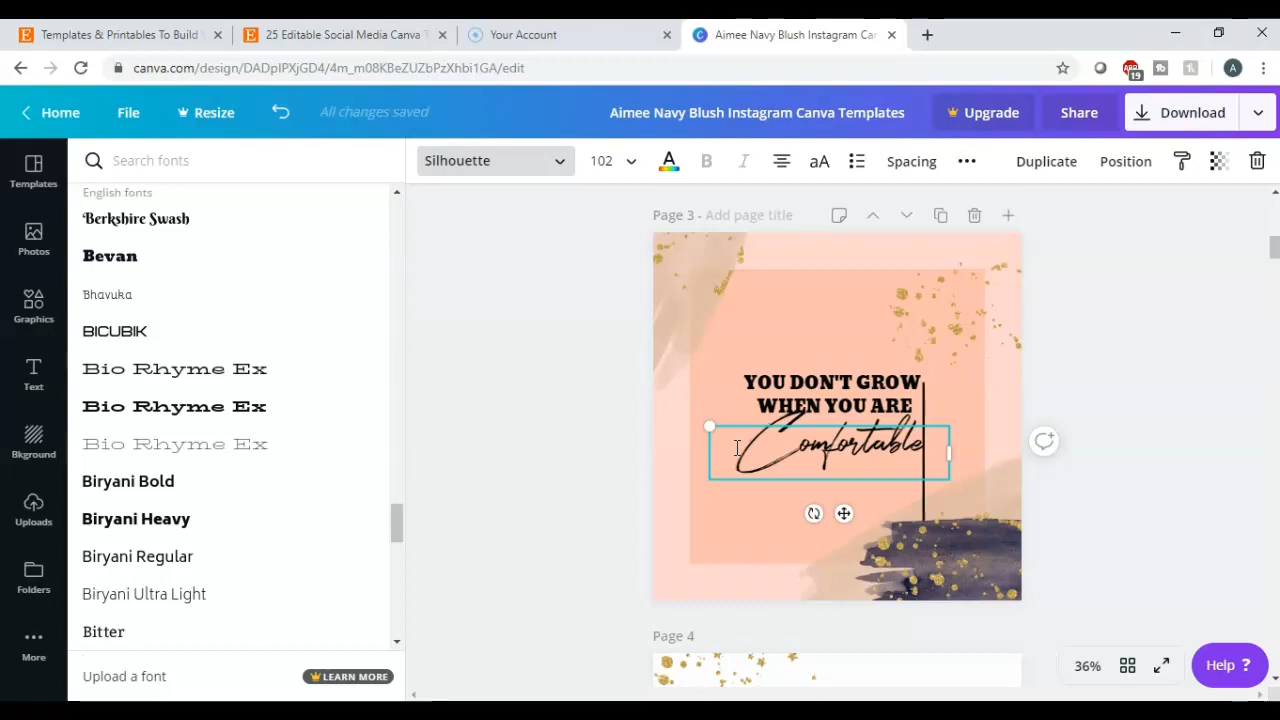 Templates & Printables To Build
25 Editable Social Media Canva T
Your Account
Aimee Navy Blush Instagram Can
canva.com/design/DADpIPXjGD4/4m_m08KBeZUZbPzXhbi1GA/edit
19
A
Home
File
Resize
All changes saved
Aimee Navy Blush Instagram Canva Templates
Upgrade
Share
Download
Templates
Photos
Graphics
Text
Bkground
Uploads
Folders
More
Search fonts
English fonts
Berkshire Swash
Bevan
Bhavuka
BICUBIK
Bio Rhyme Ex
Bio Rhyme Ex
Bio Rhyme Ex
Biryani Bold
Biryani Heavy
Biryani Regular
Biryani Ultra Light
Bitter
Upload a font
LEARN MORE
Silhouette
102
A
B
I
aA
Spacing
Duplicate
Position
Page 3 - Add page title
YOU DON'T GROW
WHEN YOU ARE
Comfortable
Page 4
36%
Help ?